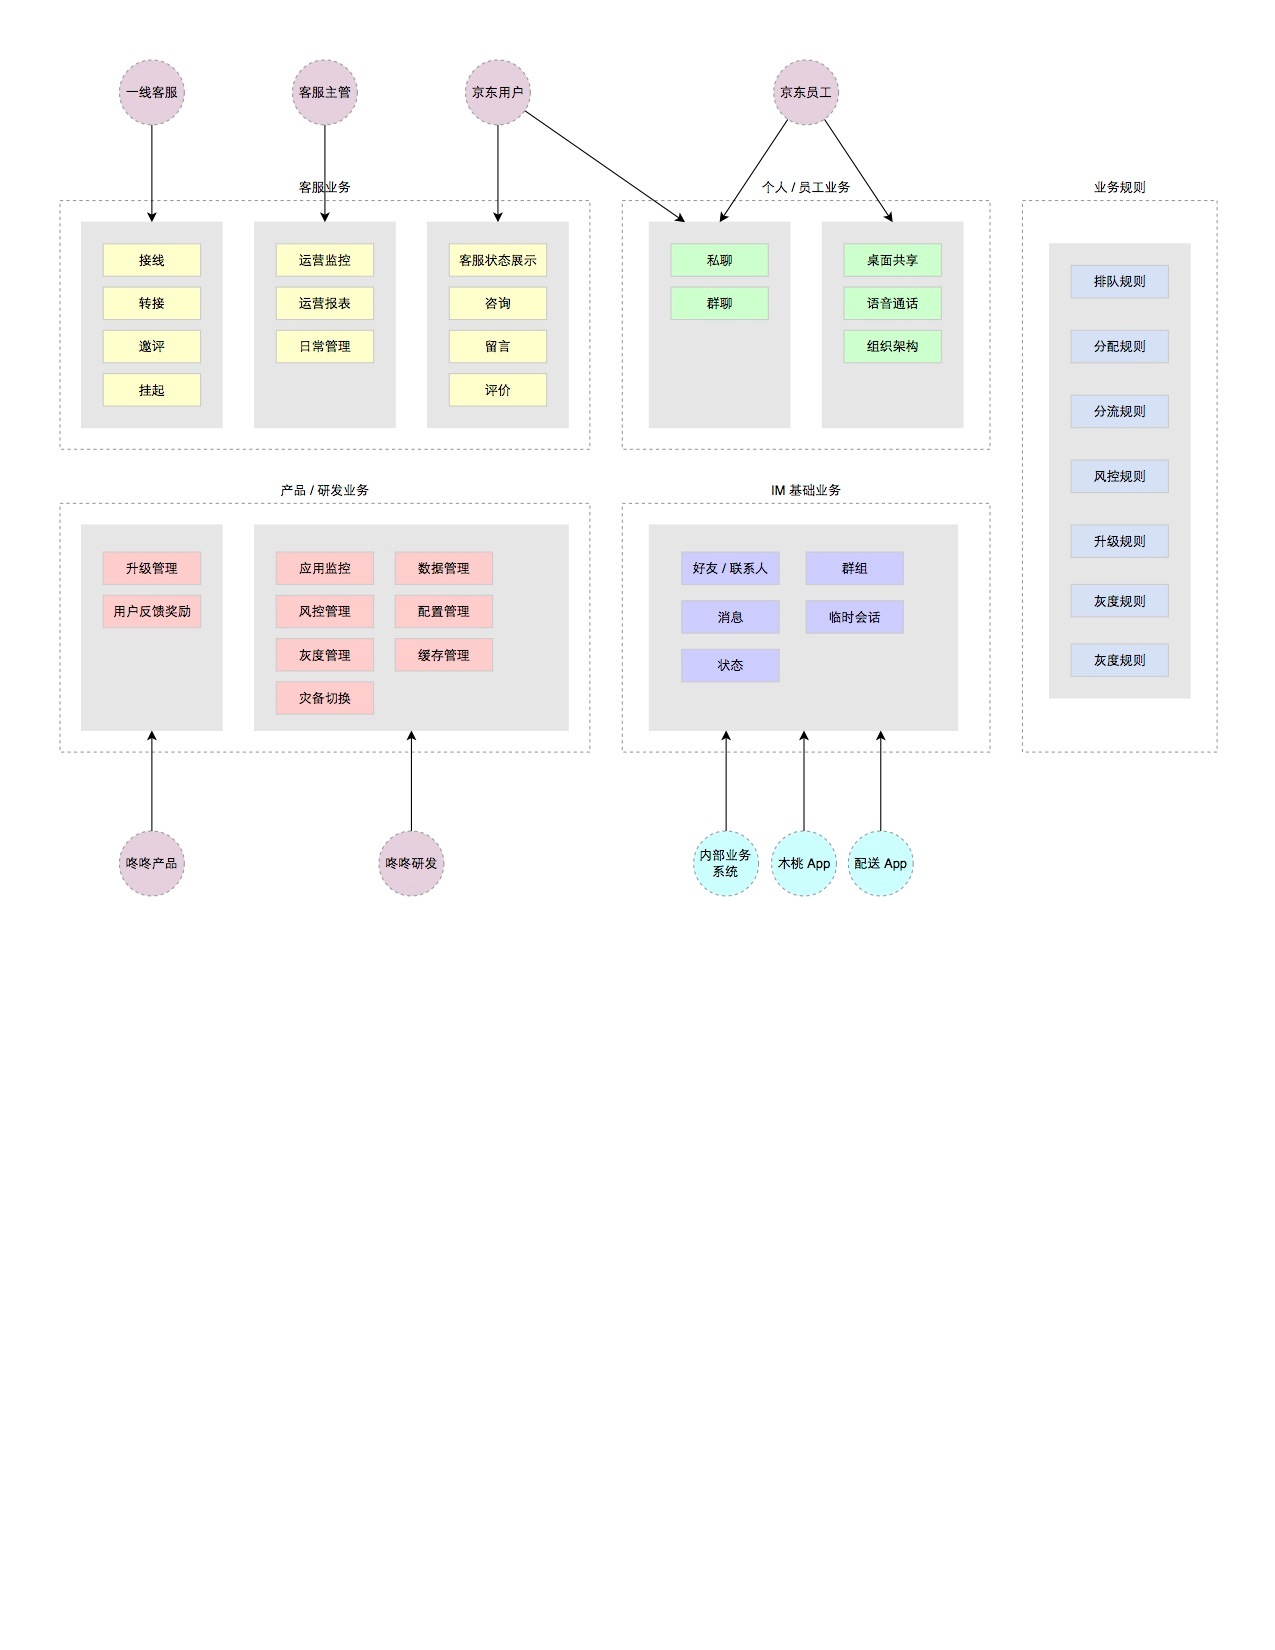 一线客服
客服主管
京东用户
京东员工
客服业务
个人 / 员工业务
业务规则
接线
转接
邀评
挂起
运营监控
运营报表
日常管理
客服状态展示
咨询
留言
评价
私聊
群聊
桌面共享
语音通话
组织架构
排队规则
分配规则
分流规则
风控规则
升级规则
灰度规则
灰度规则
产品 / 研发业务
IM 基础业务
升级管理
用户反馈奖励
应用监控
风控管理
灰度管理
灾备切换
数据管理
配置管理
缓存管理
好友 / 联系人
消息
状态
群组
临时会话
咚咚产品
咚咚研发
内部业务
系统
木桃 App
配送 App